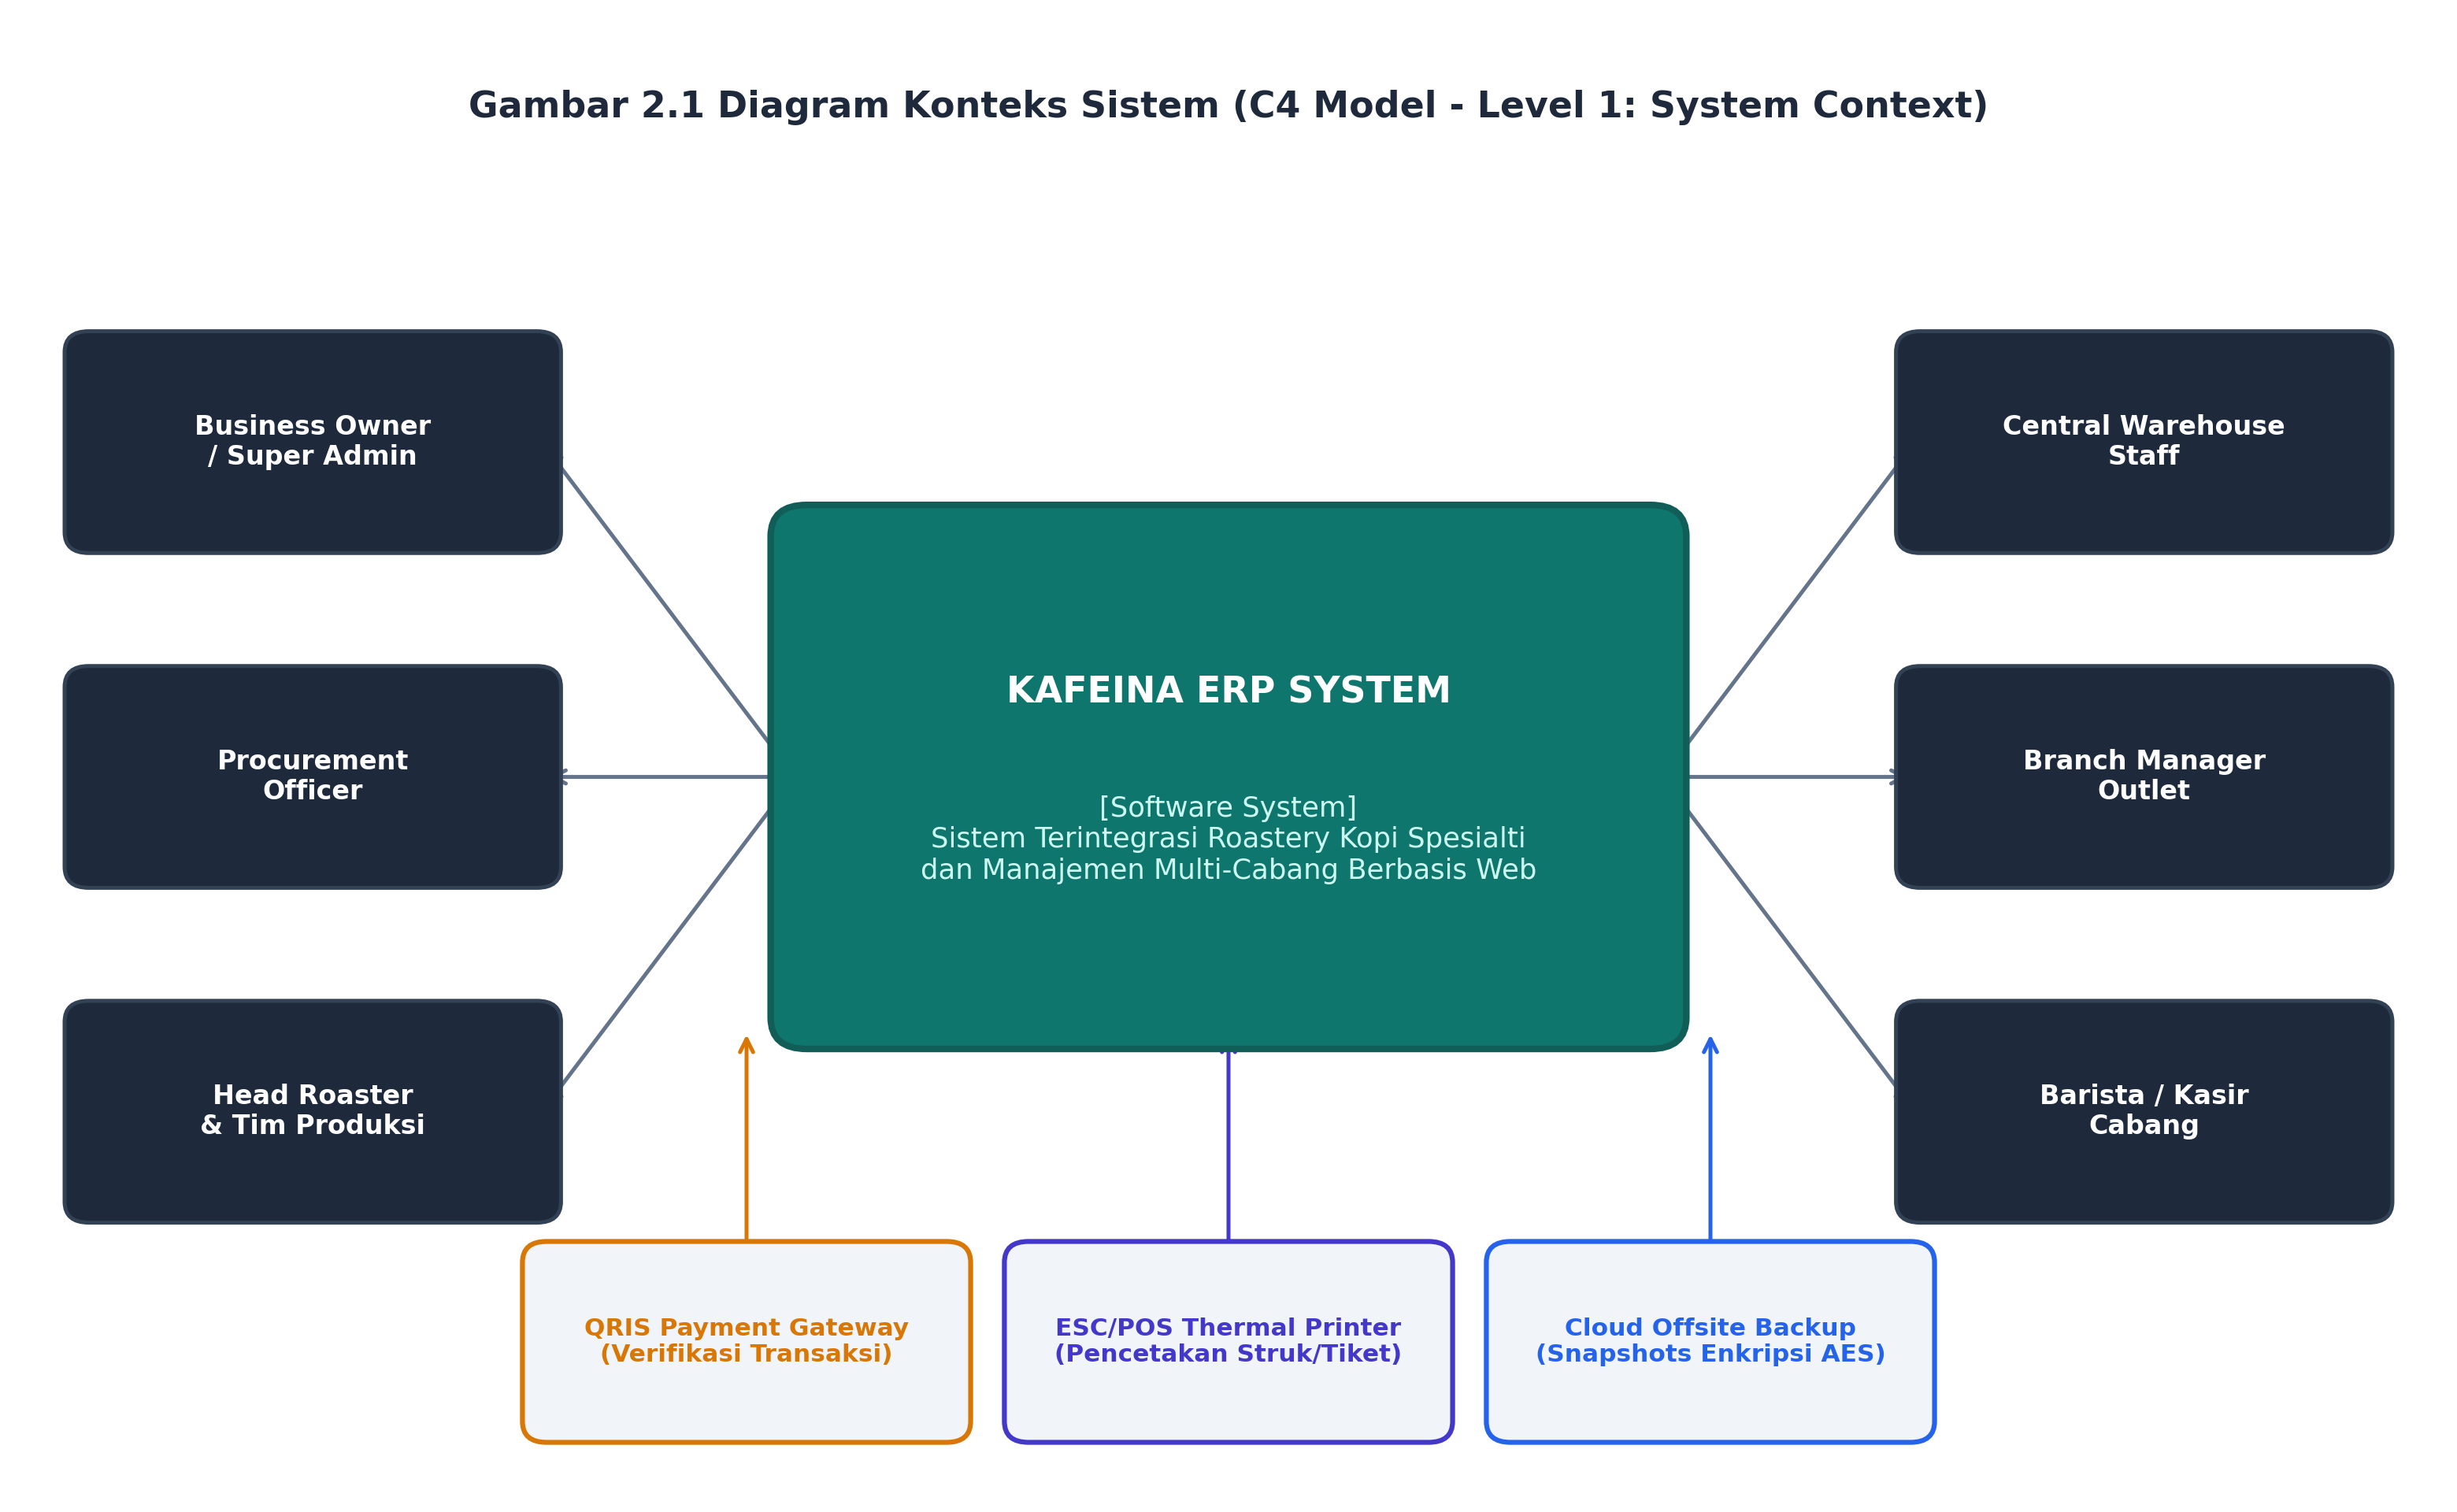 Gambar 2.1 Diagram Konteks Sistem (C4 Model - Level 1: System Context)
Business Owner
/ Super Admin
Central Warehouse
Staff
KAFEINA ERP SYSTEM
[Software System]
Sistem Terintegrasi Roastery Kopi Spesialti
dan Manajemen Multi-Cabang Berbasis Web
Procurement
Officer
Branch Manager
Outlet
Head Roaster
& Tim Produksi
Barista / Kasir
Cabang
QRIS Payment Gateway
(Verifikasi Transaksi)
ESC/POS Thermal Printer
(Pencetakan Struk/Tiket)
Cloud Offsite Backup
(Snapshots Enkripsi AES)